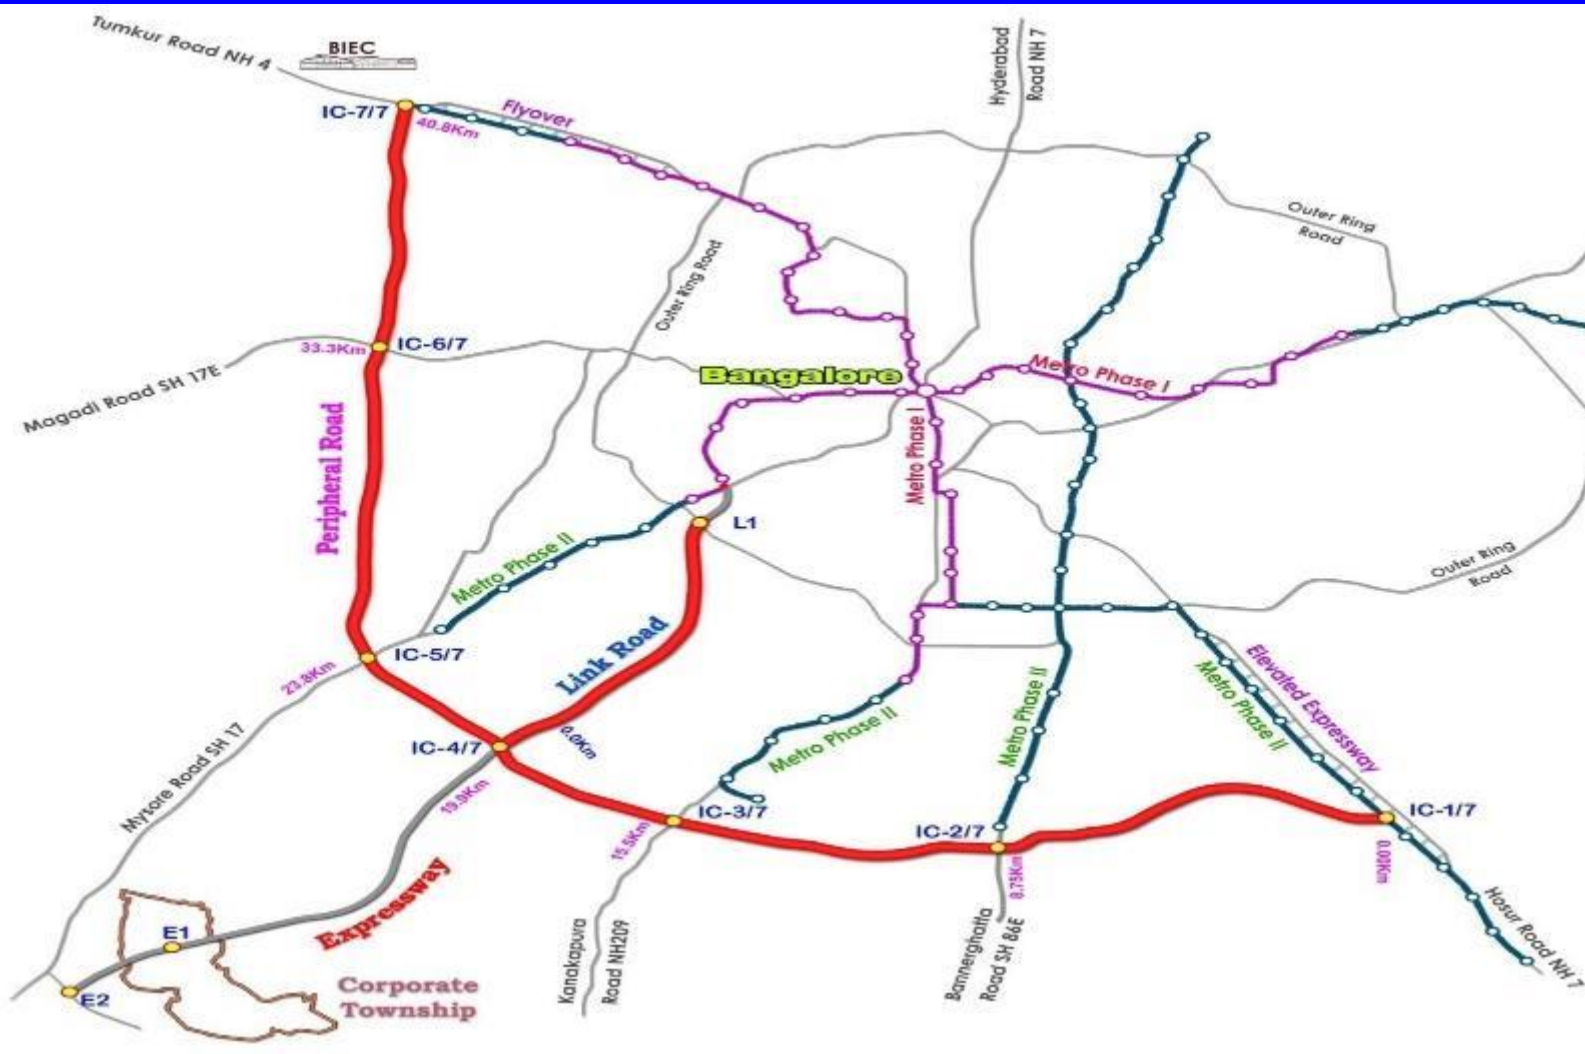 Tumkur Road NH 4
BIEC
Hyderabad
Road NH 7
IC-7/7
40.8Km
Flyover
Outer Ring
Road
Outer Ring Road
33.3Km
IC-6/7
Magadi Road SH 17E
Bangalore
Metro Phase I
Metro Phase I
Peripheral Road
L1
Metro Phase II
Outer Ring
Road
Link Road
IC-5/7
23.8Km
Elevated Expressway
Metro Phase II
Metro Phase II
Metro Phase II
IC-4/7
0.0Km
19.9Km
Mysore Road SH 17
IC-3/7
15.5Km
IC-2/7
8.75Km
IC-1/7
0.00Km
Expressway
E1
E2
Corporate
Township
Kanakapura
Road NH209
Bannerghatta
Road SH 86E
Hosur Road NH 7